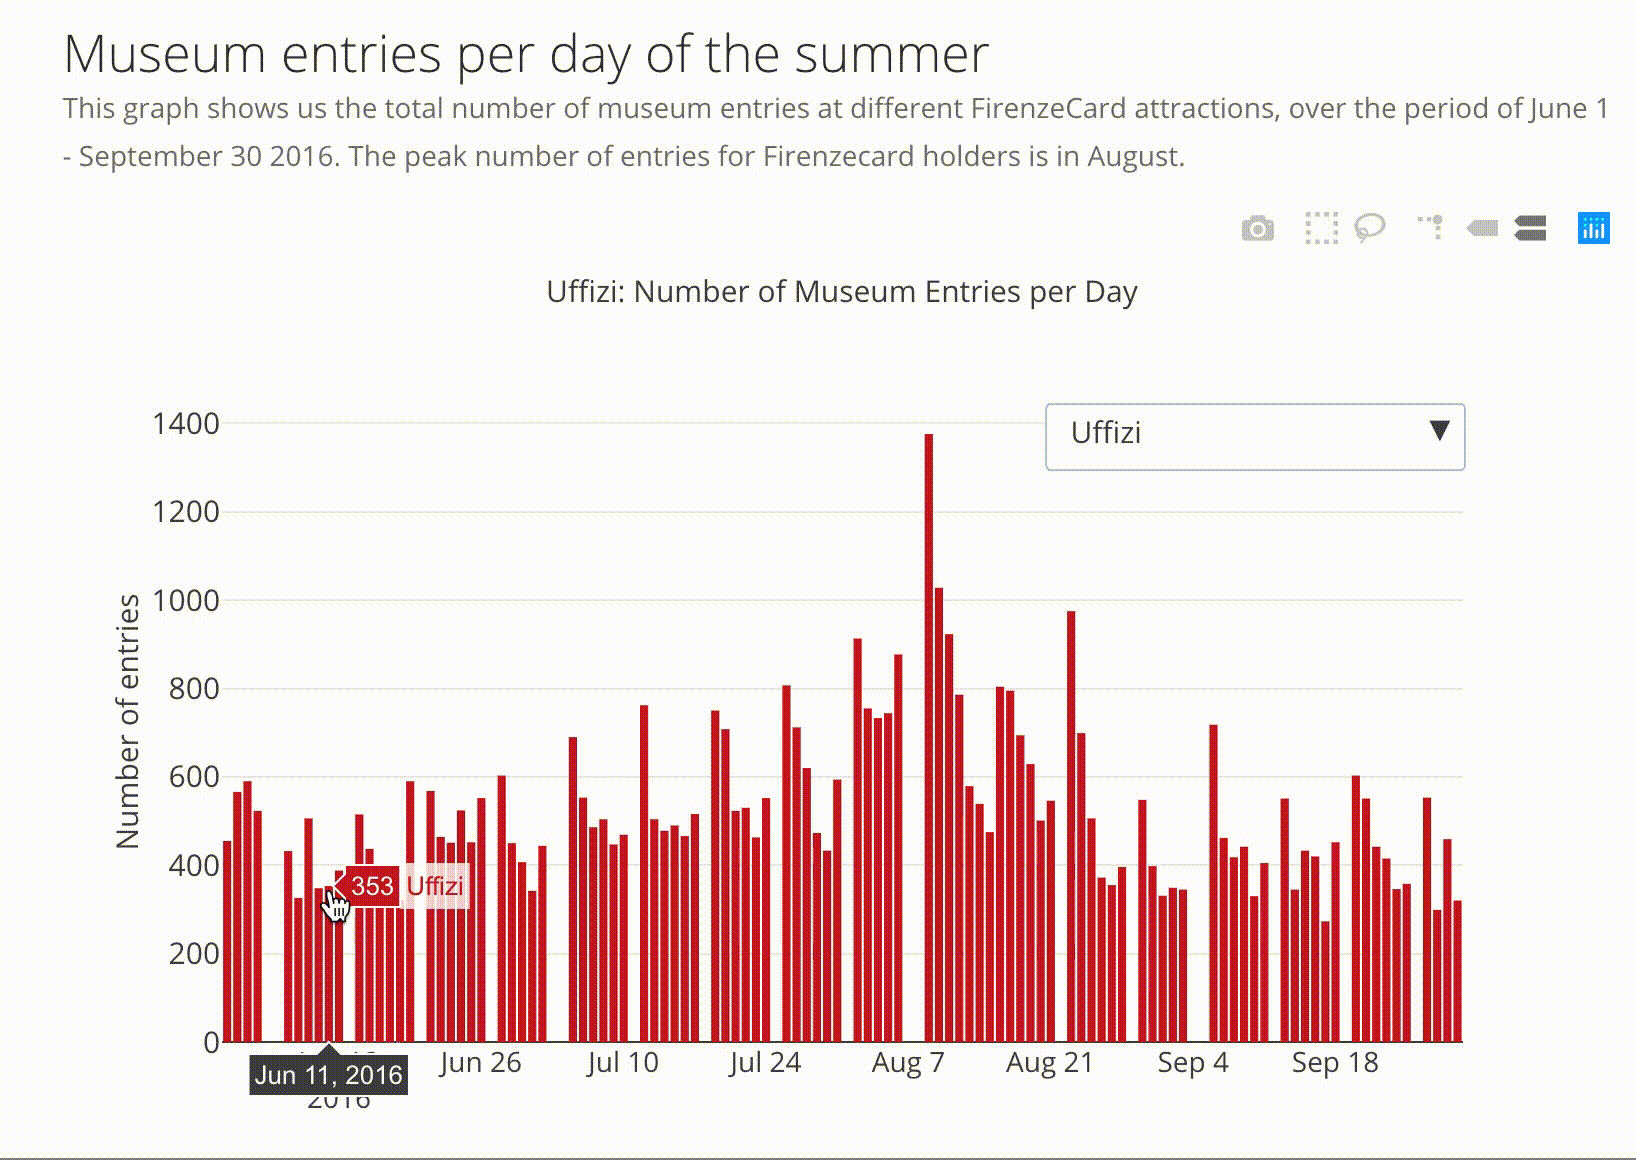 Museum entries per day of the summer
This graph shows us the total number of museum entries at different FirenzeCard attractions, over the period of June 1
- September 30 2016. The peak number of entries for Firenzecard holders is in August.
Uffizi: Number of Museum Entries per Day
Uffizi ▼
1400
1200
1000
800
600
400
200
0
Number of entries
353 Uffizi
Jun 11, 2016
2016
Jun 26
Jul 10
Jul 24
Aug 7
Aug 21
Sep 4
Sep 18